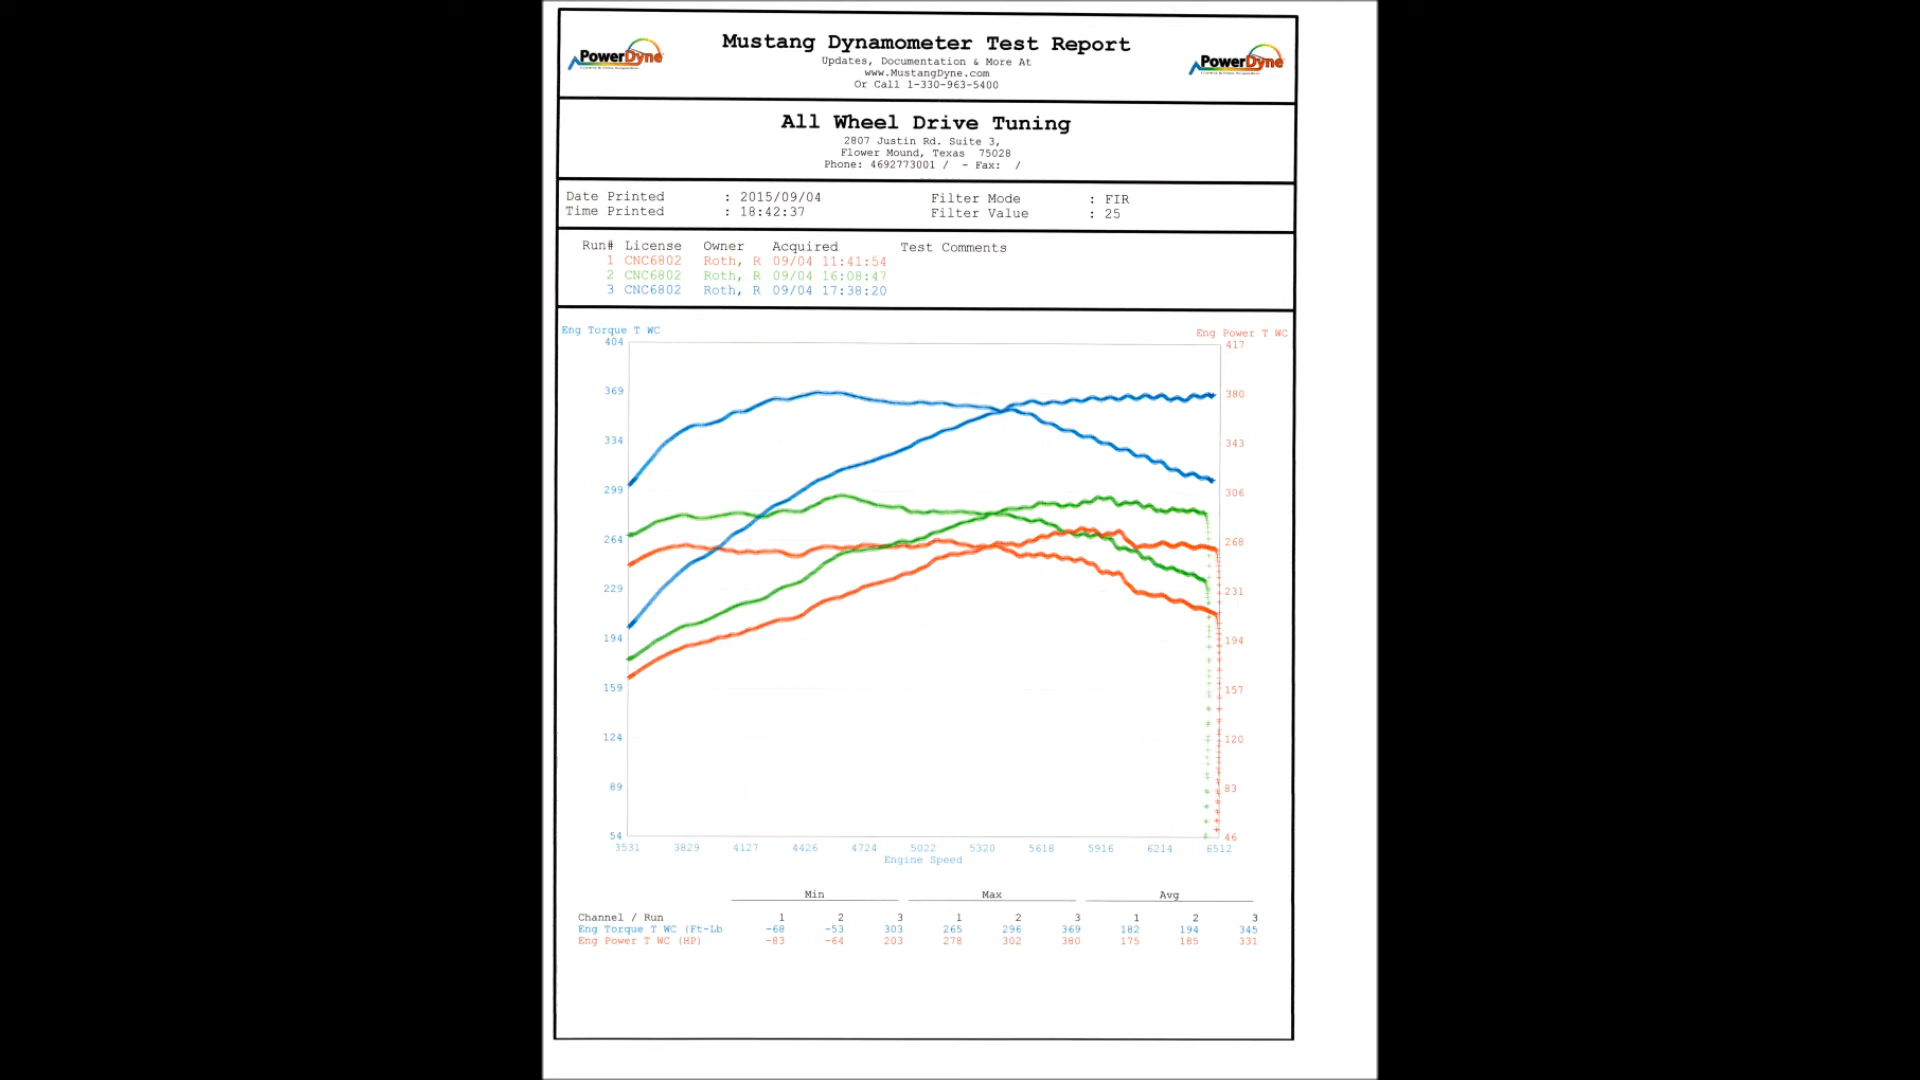 PowerDyne
Mustang Dynamometer Test Report
PowerDyne
Updates, Documentation & More At
www.MustangDyne.com
Or Call 1-330-963-5400
All Wheel Drive Tuning
2807 Justin Rd. Suite 3,
Flower Mound, Texas 75028
Phone: 4692773001 / - Fax: /
Date Printed : 2015/09/04 Filter Mode : FIR
Time Printed : 18:42:37 Filter Value : 25
Run# License Owner Acquired Test Comments
1 CNC6802 Roth, R 09/04 11:41:54
2 CNC6802 Roth, R 09/04 16:08:47
3 CNC6802 Roth, R 09/04 17:38:20
Eng Torque T WC Eng Power T WC
404 417
369 380
334 343
299 306
264 268
229 231
194 194
159 157
124 120
89 83
54 46
3531 3829 4127 4426 4724 5022 5320 5618 5916 6214 6512
Engine Speed
Min Max Avg
Channel / Run 1 2 3 1 2 3 1 2 3
Eng Torque T WC (Ft-Lb -68 -53 303 265 296 369 182 194 345
Eng Power T WC (HP) -83 -64 203 278 302 380 175 185 331